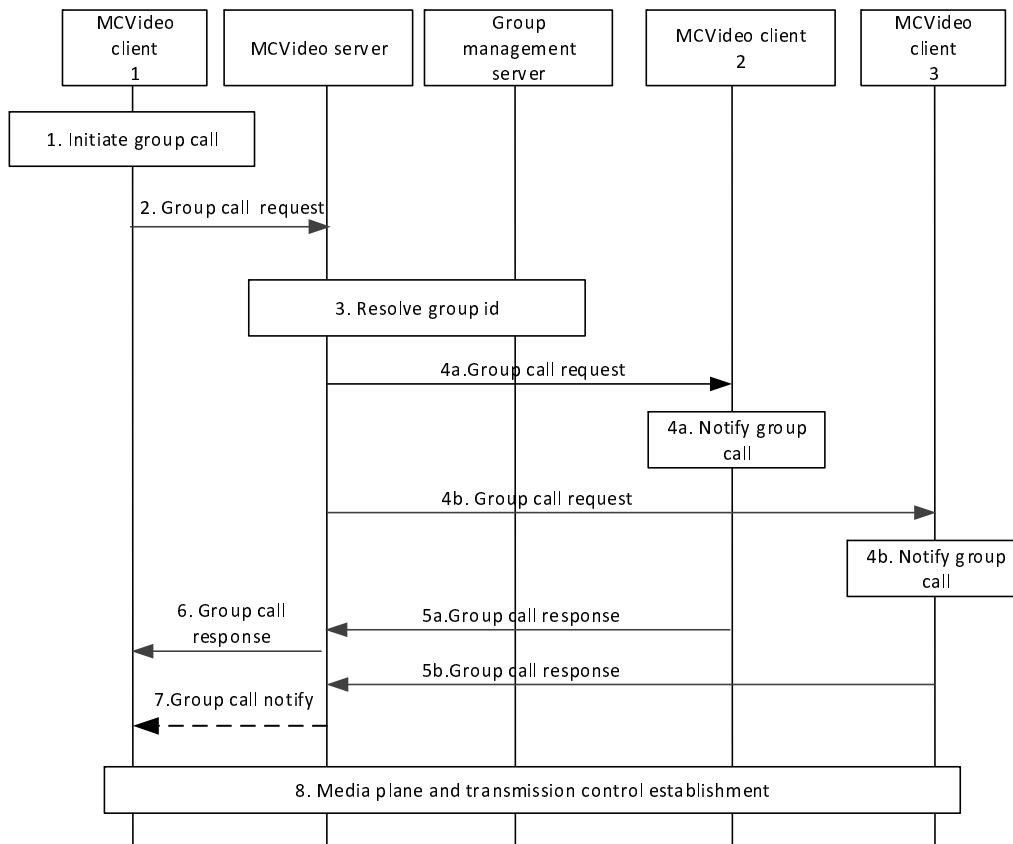 MCVideo
client
1
MCVideo server
Group
management
server
MCVideo client
2
MCVideo
client
3
1. Initiate group call
2. Group call request
3. Resolve group id
4a.Group call request
4a. Notify group
call
4b. Group call request
4b. Notify group
call
6. Group call
response
5a.Group call response
5b.Group call response
7.Group call notify
8. Media plane and transmission control establishment